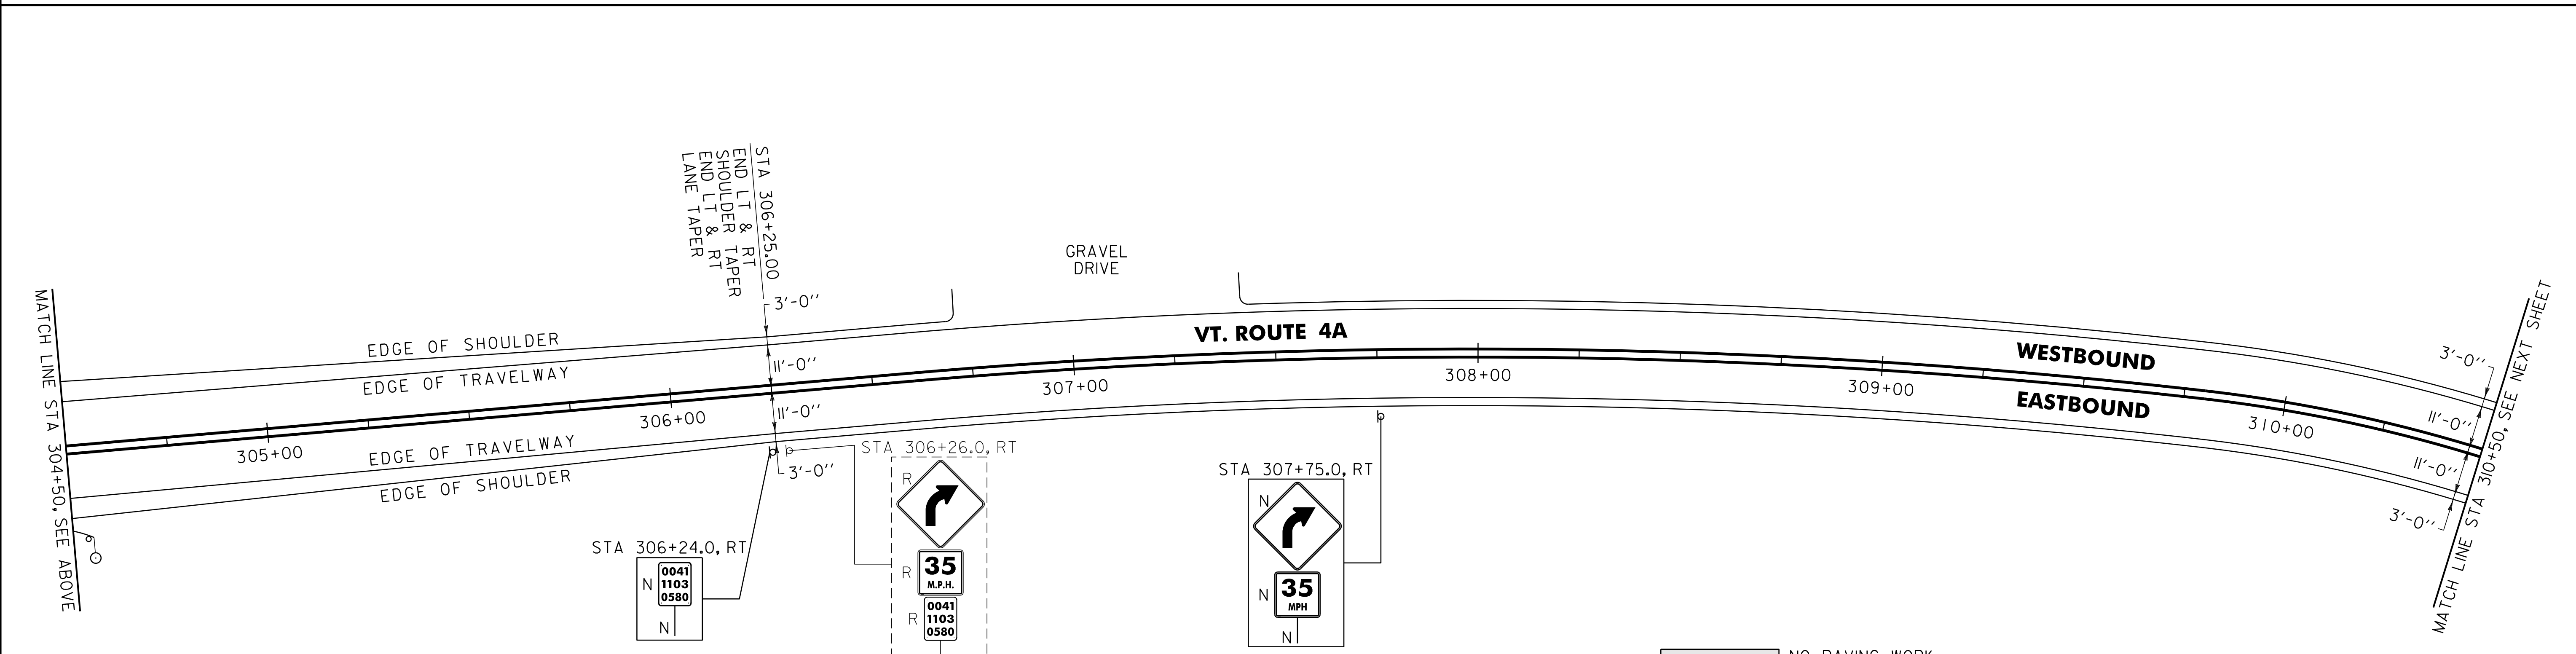 STA 306+25.00
END LT & RT
SHOULDER TAPER
END LT & RT
LANE TAPER
GRAVEL
DRIVE
3'-0"
11'-0"
11'-0"
3'-0"
MATCH LINE STA 304+50, SEE ABOVE
EDGE OF SHOULDER
EDGE OF TRAVELWAY
VT. ROUTE 4A
WESTBOUND
EASTBOUND
305+00
306+00
307+00
308+00
309+00
310+00
EDGE OF TRAVELWAY
EDGE OF SHOULDER
3'-0"
11'-0"
11'-0"
3'-0"
MATCH LINE STA 310+50, SEE NEXT SHEET
STA 306+24.0, RT
N
0041
1103
0580
N
STA 306+26.0, RT
R
R
35
M.P.H.
R
0041
1103
0580
STA 307+75.0, RT
N
N
35
MPH
N
NO PAVING WORK